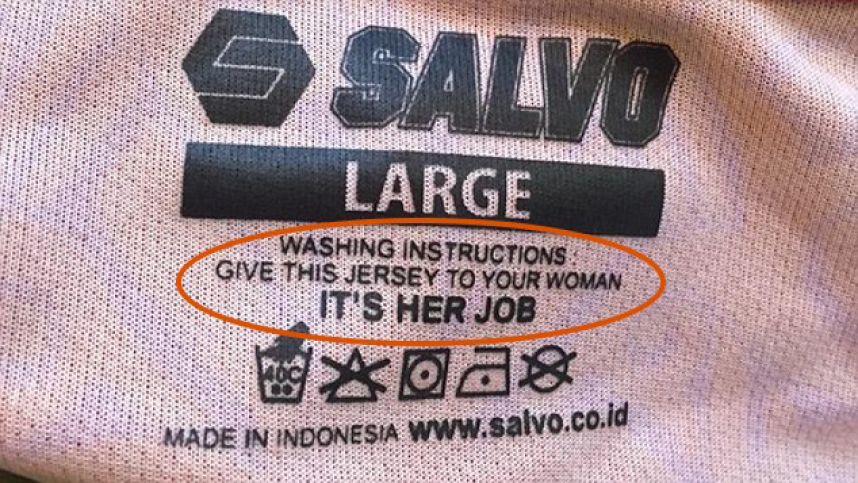 SALVO
LARGE
WASHING INSTRUCTIONS :
GIVE THIS JERSEY TO YOUR WOMAN
IT'S HER JOB
40C
MADE IN INDONESIA www.salvo.co.id